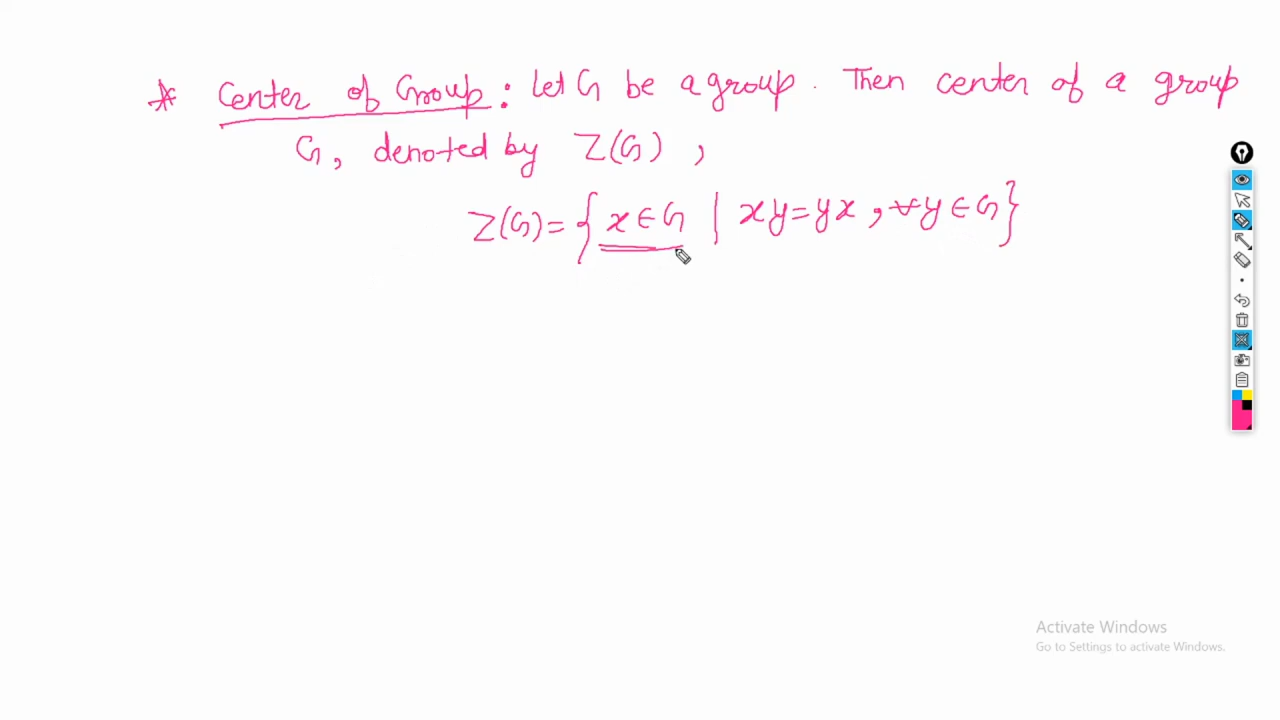 * Center of Group : let G be a group. Then center of a group
G, denoted by Z(G),
Z(G) = { x ∈ G | xy = yx, ∀ y ∈ G }
Activate Windows
Go to Settings to activate Windows.